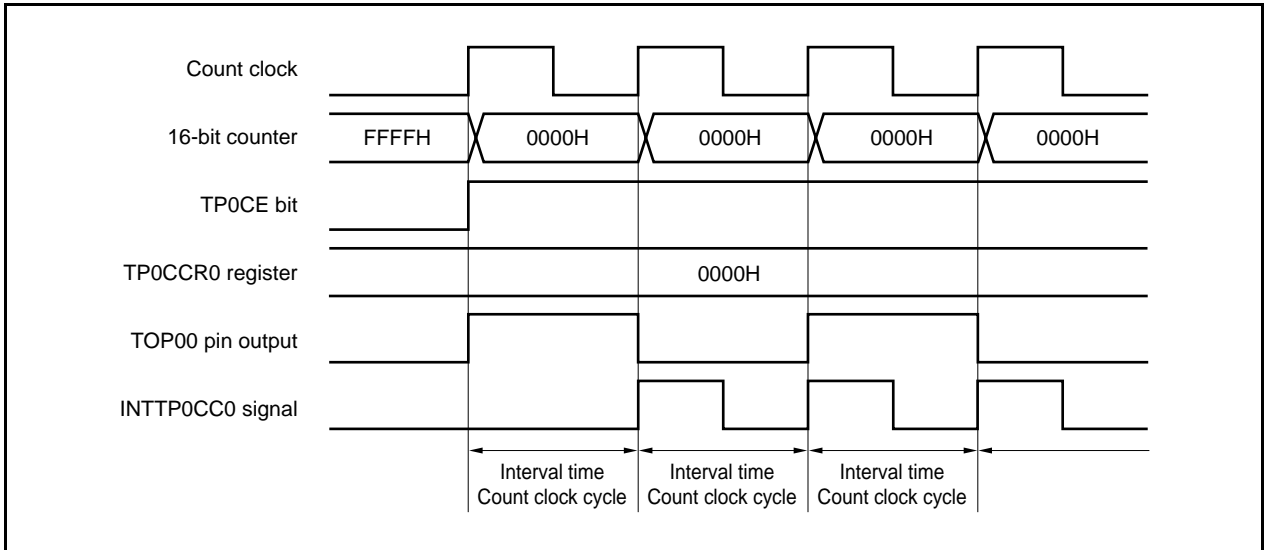 Count clock
16-bit counter
FFFFH
0000H
0000H
0000H
0000H
TP0CE bit
TP0CCR0 register
0000H
TOP00 pin output
INTTP0CC0 signal
Interval time
Count clock cycle
Interval time
Count clock cycle
Interval time
Count clock cycle